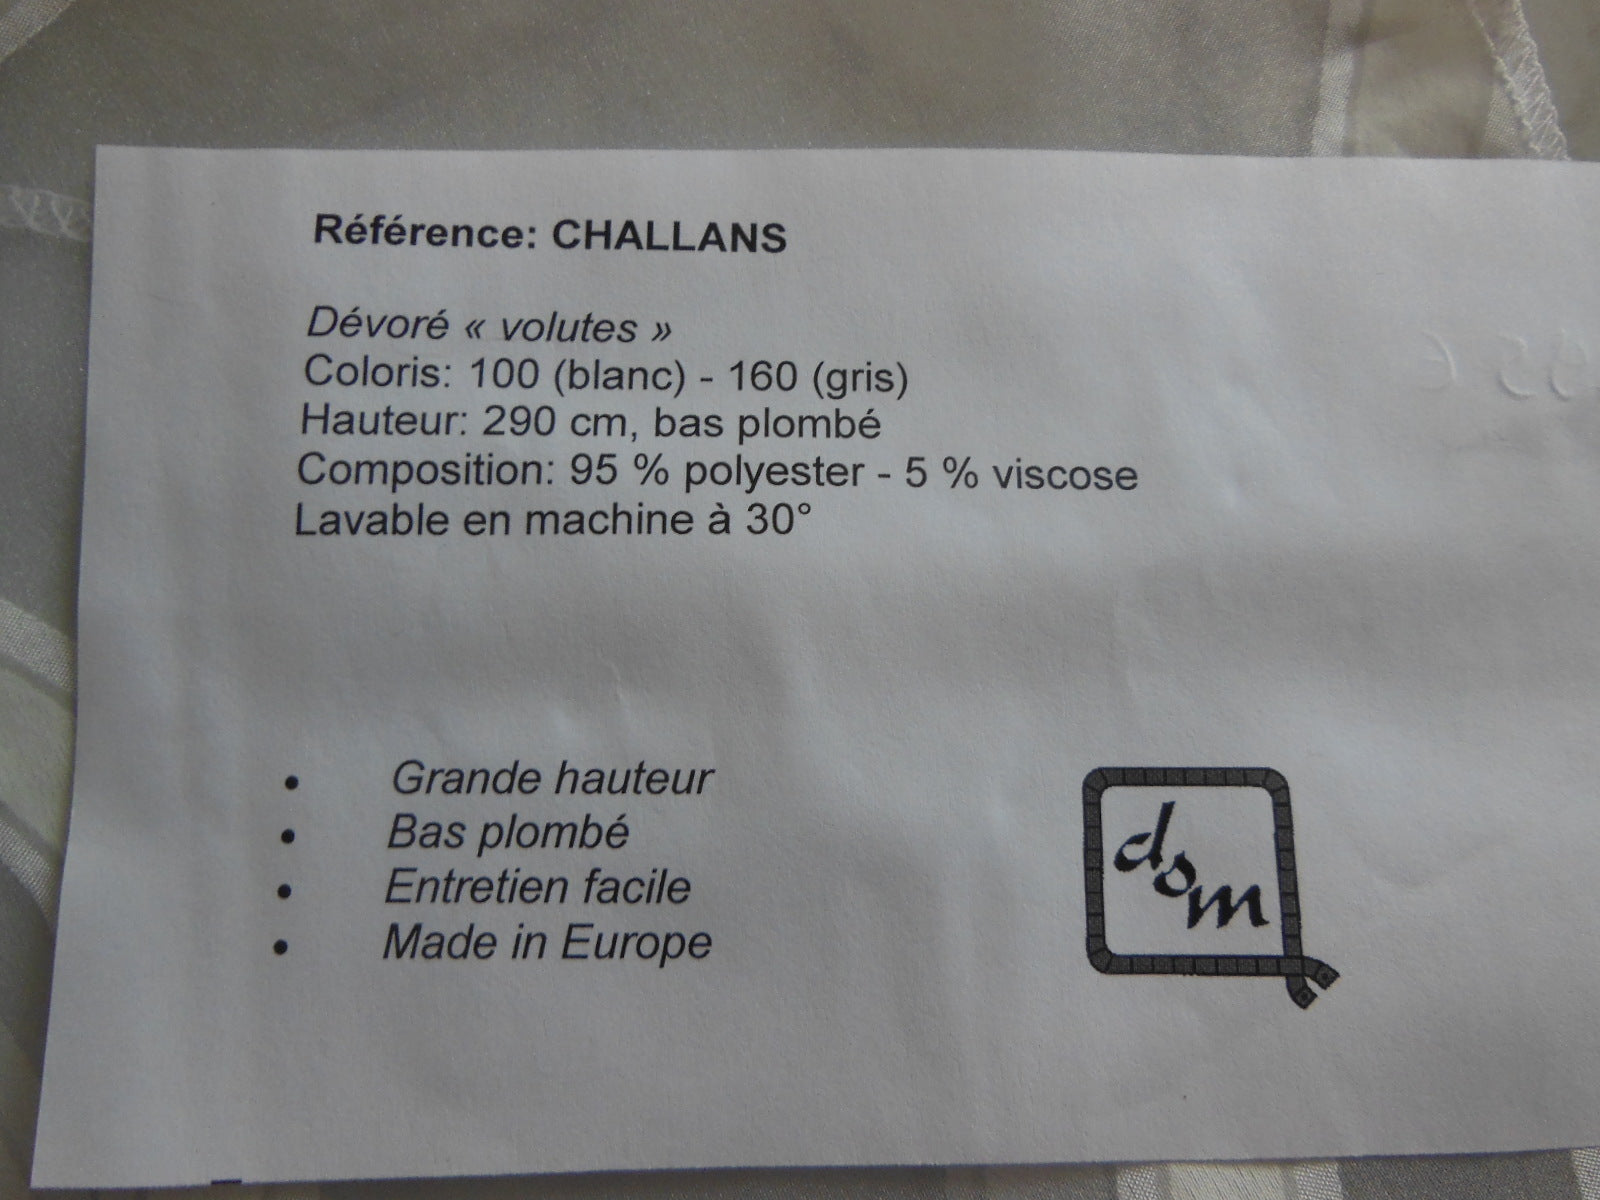 Référence: CHALLANS
Dévoré « volutes »
Coloris: 100 (blanc) - 160 (gris)
Hauteur: 290 cm, bas plombé
Composition: 95 % polyester - 5 % viscose
Lavable en machine à 30°
• Grande hauteur
• Bas plombé
• Entretien facile
• Made in Europe
dom